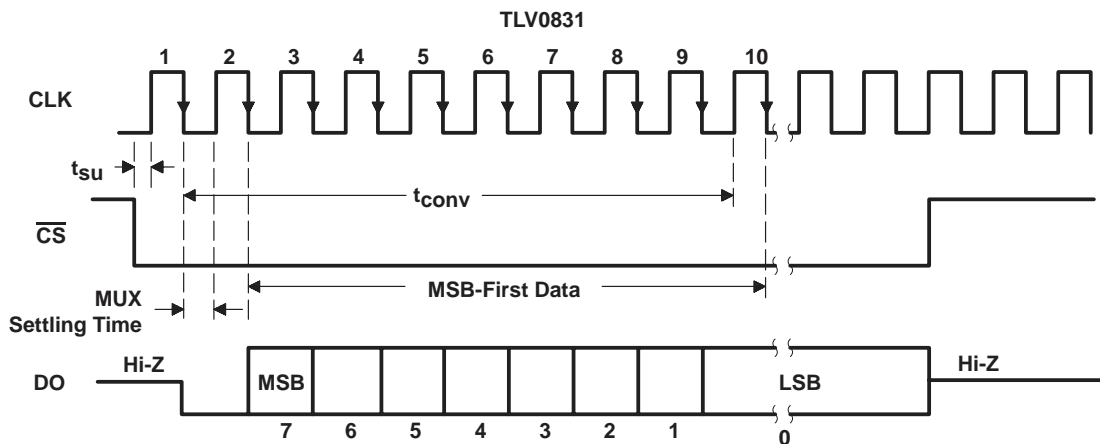 TLV0831
1 2 3 4 5 6 7 8 9 10
CLK
tsu
tconv
CS
MSB-First Data
MUX
Settling Time
Hi-Z
Hi-Z
DO
MSB
LSB
7 6 5 4 3 2 1 0